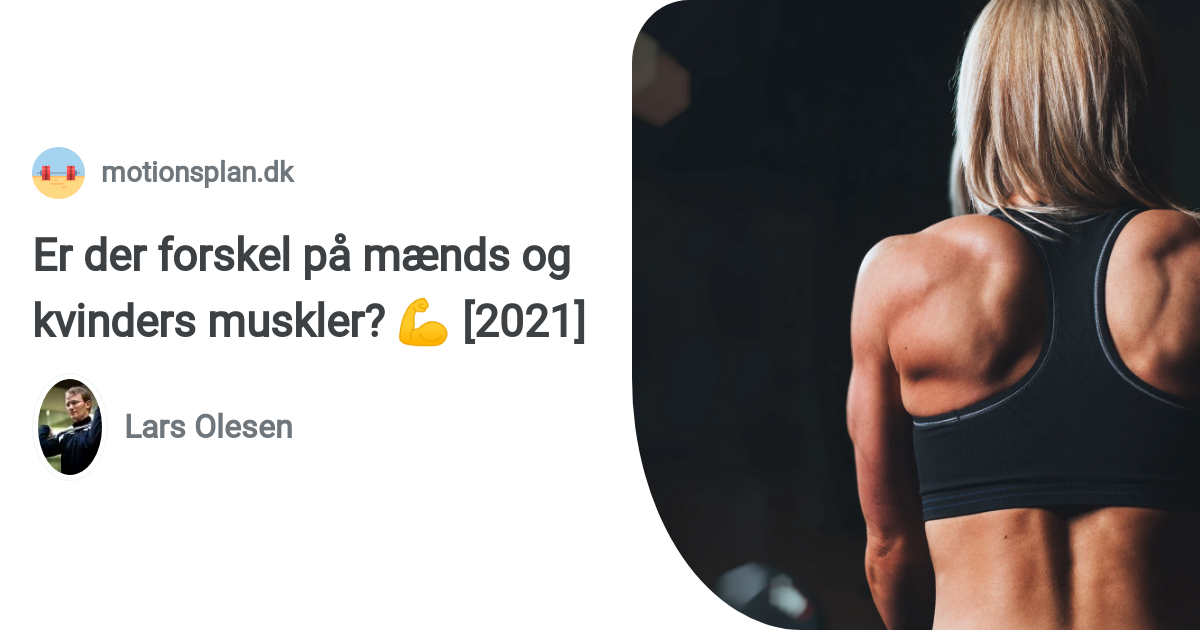 motionsplan.dk
Er der forskel på mænds og
kvinders muskler? 💪 [2021]
Lars Olesen